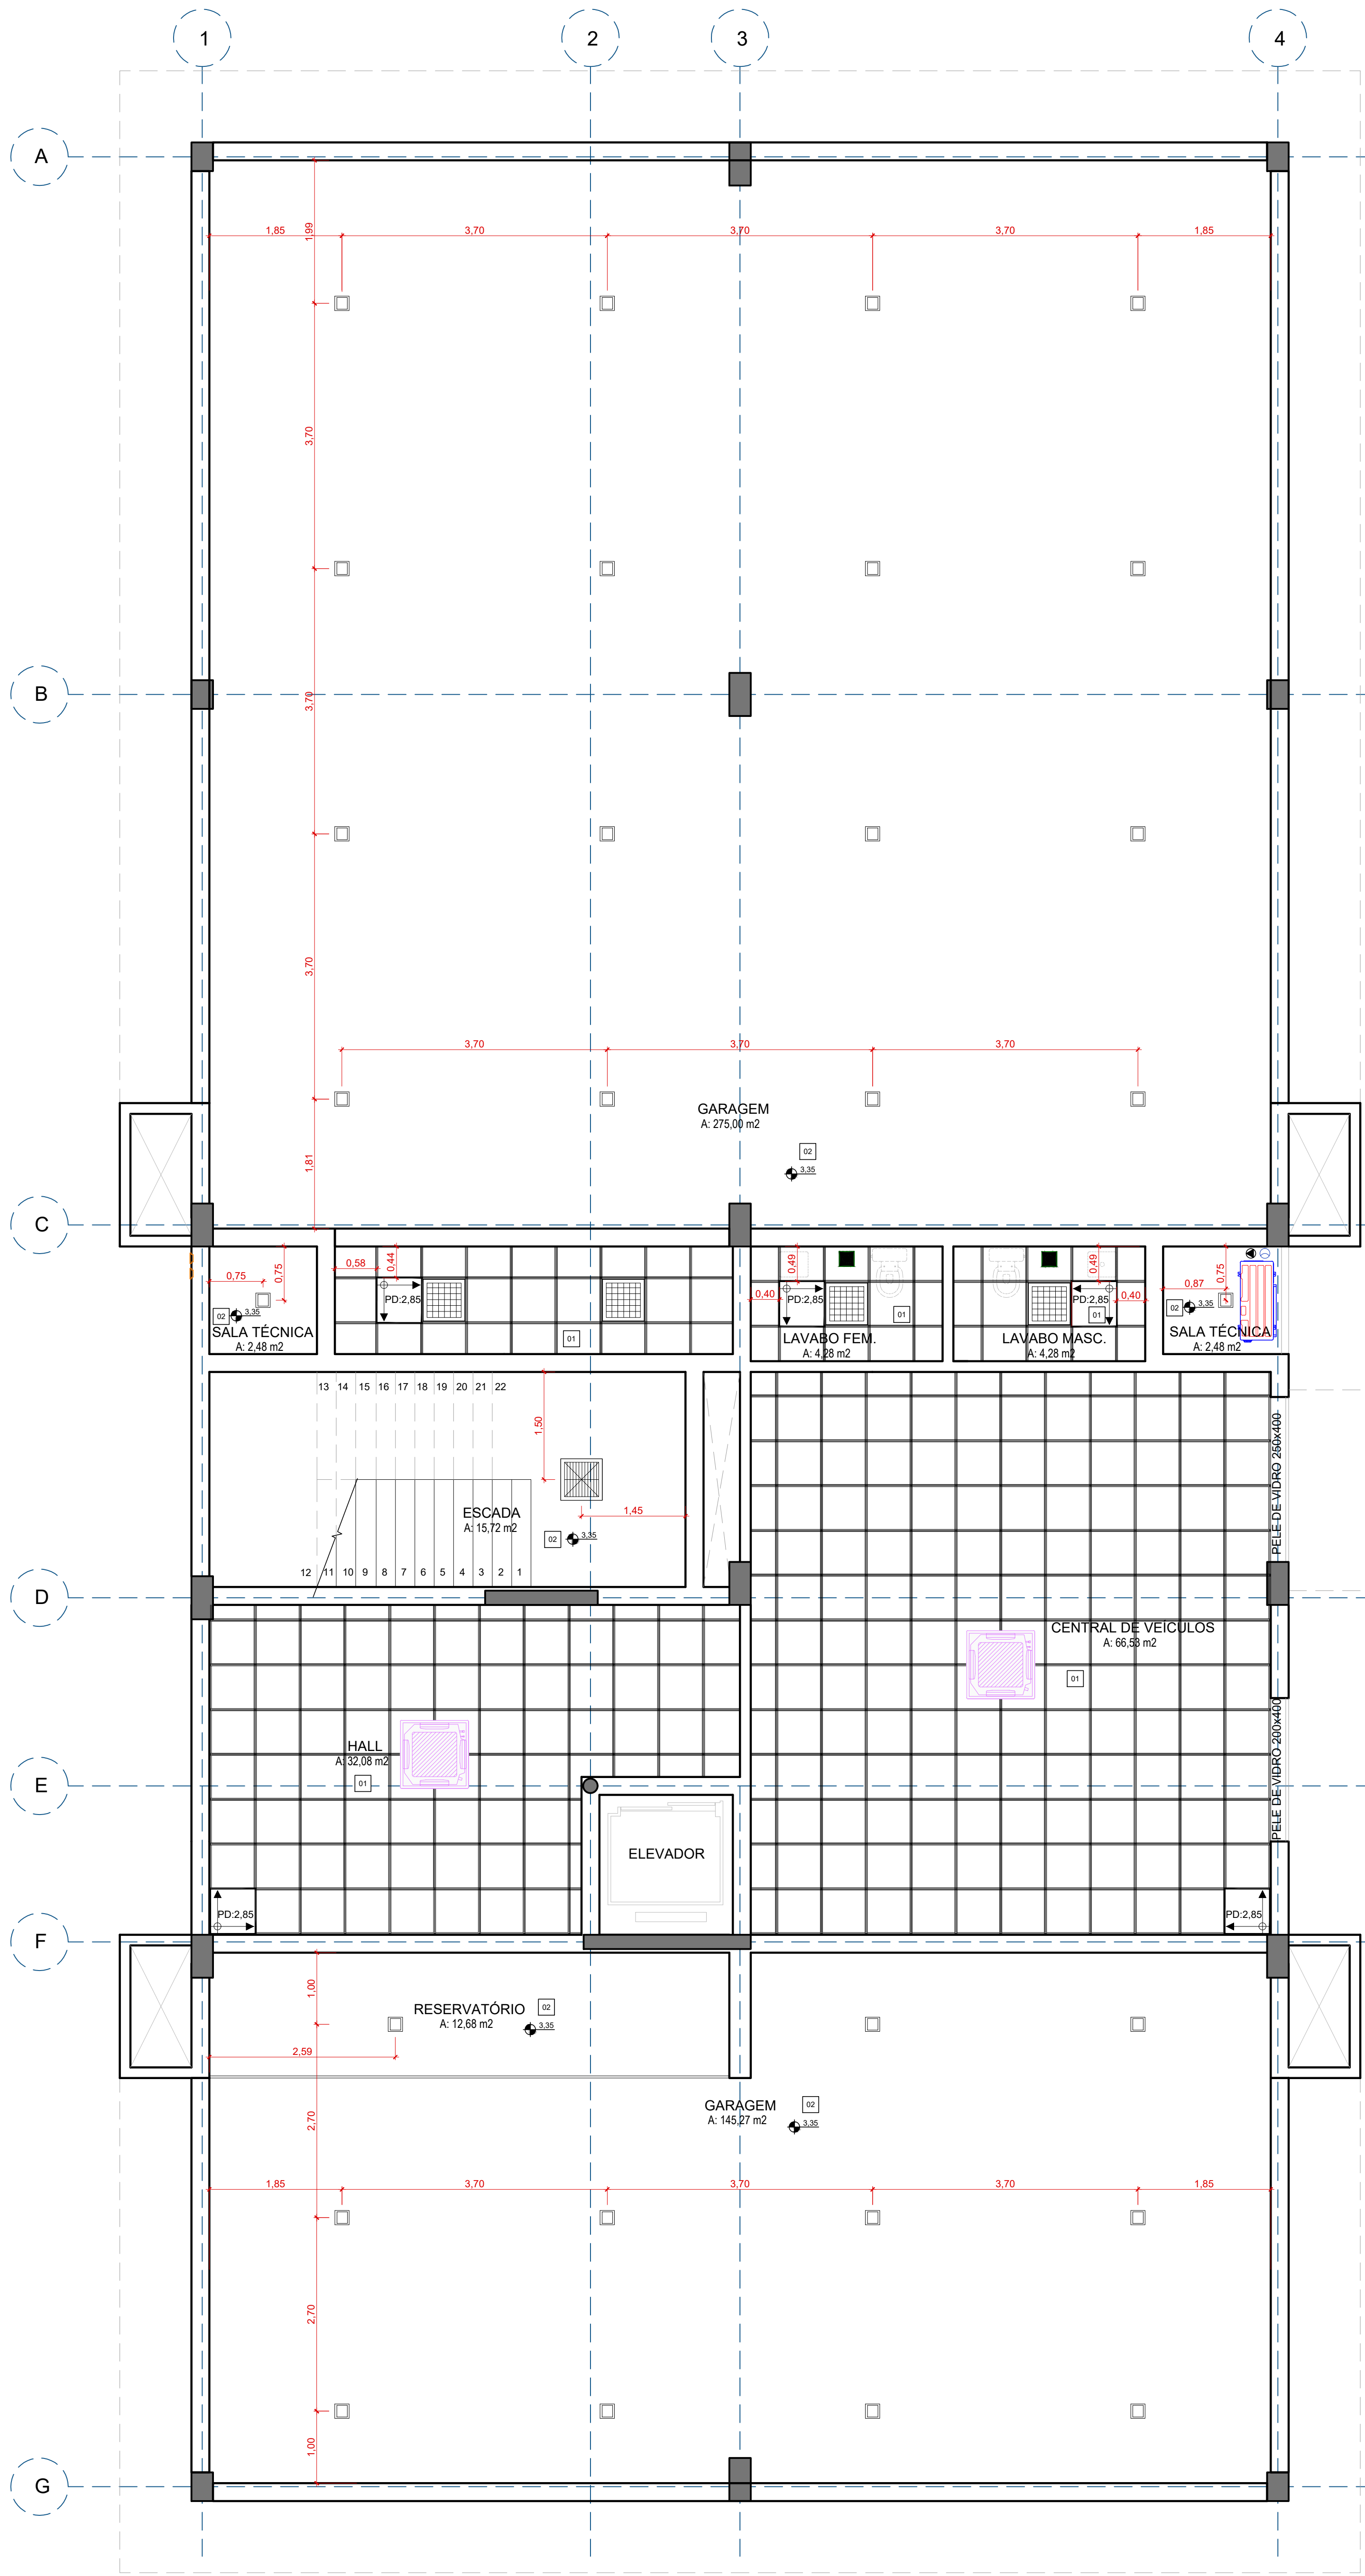 1 2 3 4
A
1,85 3,70 3,70 3,70 1,85
1,99
3,70
B
3,70
3,70
3,70 3,70 3,70
GARAGEM
A: 275,00 m2
02
3,35
1,81
C
0,75 0,75
02 3,35
SALA TÉCNICA
A: 2,48 m2
0,58 0,44
PD:2,85
01
0,49
0,40
PD:2,85
01
LAVABO FEM.
A: 4,28 m2
0,49
PD:2,85
0,40
01
LAVABO MASC.
A: 4,28 m2
0,87 0,75
02 3,35
SALA TÉCNICA
A: 2,48 m2
13 14 15 16 17 18 19 20 21 22
1,50
ESCADA
A: 15,72 m2
1,45
02 3,35
12 11 10 9 8 7 6 5 4 3 2 1
PELE DE VIDRO 250x400
D
CENTRAL DE VEÍCULOS
A: 66,53 m2
01
HALL
A: 32,08 m2
01
PELE DE VIDRO 200x400
E
ELEVADOR
PD:2,85
PD:2,85
F
1,00
RESERVATÓRIO
A: 12,68 m2
02
3,35
2,59
2,70
GARAGEM
A: 145,27 m2
02
3,35
1,85 3,70 3,70 3,70 1,85
2,70
1,00
G